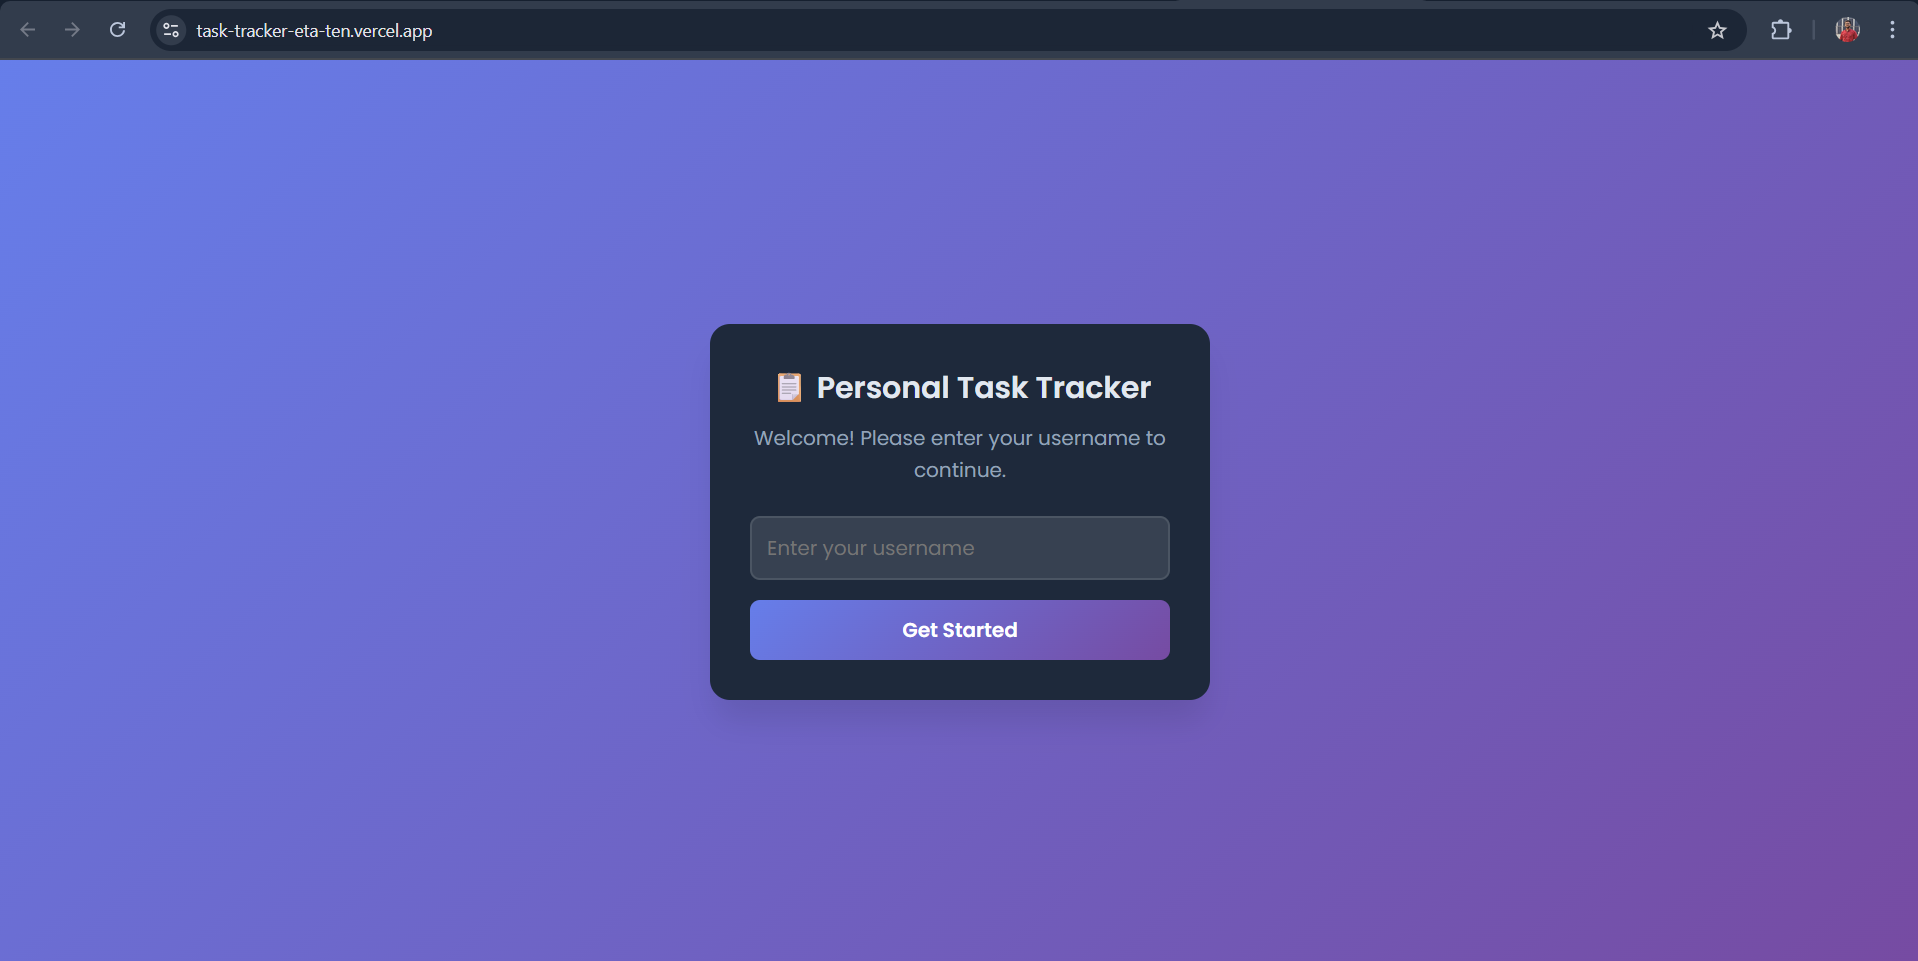 task-tracker-eta-ten.vercel.app
Personal Task Tracker
Welcome! Please enter your username to
continue.
Enter your username
Get Started